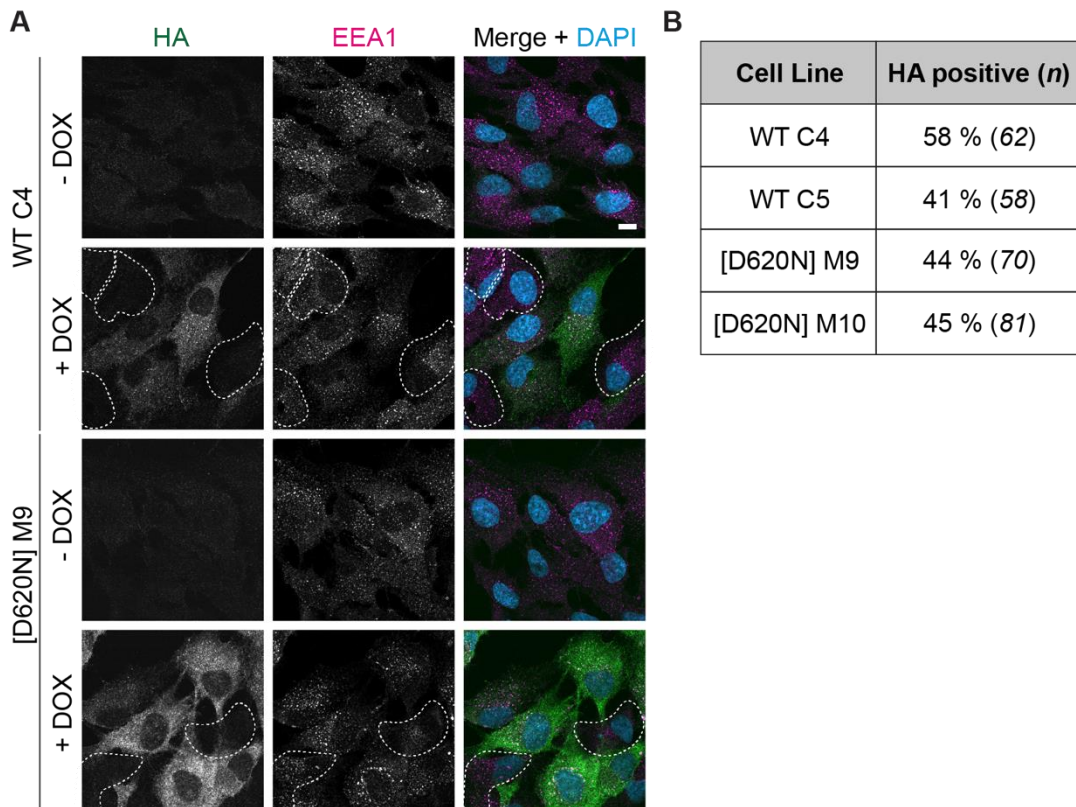 A
HA EEA1 Merge + DAPI
WT C4
- DOX
+ DOX
[D620N] M9
- DOX
+ DOX
B
Cell Line HA positive (n)
WT C4 58 % (62)
WT C5 41 % (58)
[D620N] M9 44 % (70)
[D620N] M10 45 % (81)